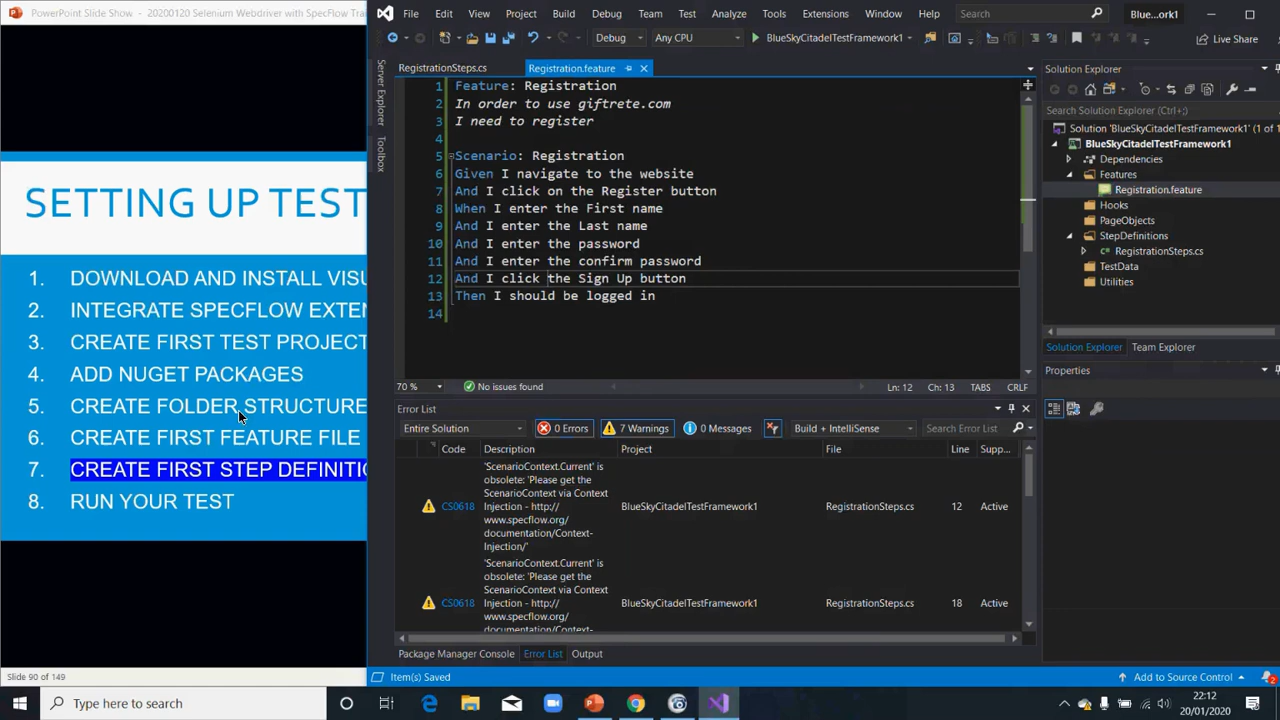 PowerPoint Slide Show - 20200120 Selenium Webdriver with SpecFlow Tra
SETTING UP TEST
1. DOWNLOAD AND INSTALL VISU
2. INTEGRATE SPECFLOW EXTEN
3. CREATE FIRST TEST PROJECT
4. ADD NUGET PACKAGES
5. CREATE FOLDER STRUCTURE
6. CREATE FIRST FEATURE FILE
7. CREATE FIRST STEP DEFINITIO
8. RUN YOUR TEST
Slide 90 of 149
File Edit View Project Build Debug Team Test Analyze Tools Extensions Window Help Search Blue...ork1
Debug Any CPU BlueSkyCitadelTestFramework1 Live Share
Server Explorer
Toolbox
RegistrationSteps.cs Registration.feature
1 Feature: Registration
2 In order to use giftrete.com
3 I need to register
4
5 Scenario: Registration
6 Given I navigate to the website
7 And I click on the Register button
8 When I enter the First name
9 And I enter the Last name
10 And I enter the password
11 And I enter the confirm password
12 And I click the Sign Up button
13 Then I should be logged in
14
70 % No issues found Ln: 12 Ch: 13 TABS CRLF
Error List
Entire Solution 0 Errors 7 Warnings 0 Messages Build + IntelliSense Search Error List
Code Description Project File Line Supp...
'ScenarioContext.Current' is
obsolete: 'Please get the
ScenarioContext via Context
Injection - http://
www.specflow.org/
documentation/Context-
Injection/'
CS0618 BlueSkyCitadelTestFramework1 RegistrationSteps.cs 12 Active
'ScenarioContext.Current' is
obsolete: 'Please get the
ScenarioContext via Context
Injection - http://
www.specflow.org/
documentation/Context-
CS0618 BlueSkyCitadelTestFramework1 RegistrationSteps.cs 18 Active
Package Manager Console Error List Output
Solution Explorer
Search Solution Explorer (Ctrl+;)
Solution 'BlueSkyCitadelTestFramework1' (1 of 1
BlueSkyCitadelTestFramework1
Dependencies
Features
Registration.feature
Hooks
PageObjects
StepDefinitions
RegistrationSteps.cs
TestData
Utilities
Solution Explorer Team Explorer
Properties
Item(s) Saved Add to Source Control 2
Type here to search
22:12
20/01/2020